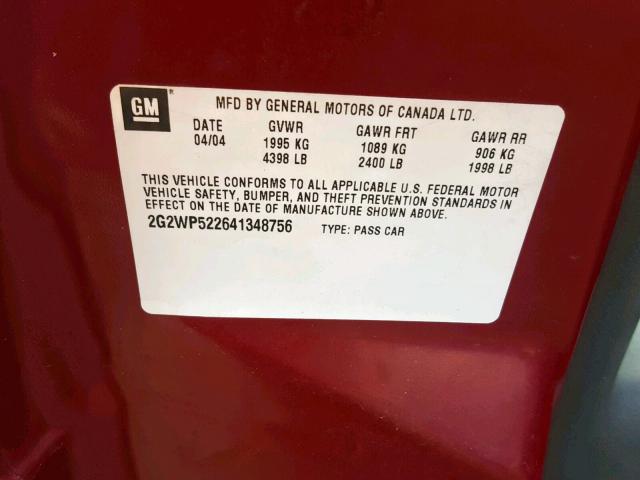 GM
MFD BY GENERAL MOTORS OF CANADA LTD.
DATE GVWR GAWR FRT GAWR RR
04/04 1995 KG 1089 KG 906 KG
4398 LB 2400 LB 1998 LB
THIS VEHICLE CONFORMS TO ALL APPLICABLE U.S. FEDERAL MOTOR
VEHICLE SAFETY, BUMPER, AND THEFT PREVENTION STANDARDS IN
EFFECT ON THE DATE OF MANUFACTURE SHOWN ABOVE.
2G2WP522641348756 TYPE: PASS CAR